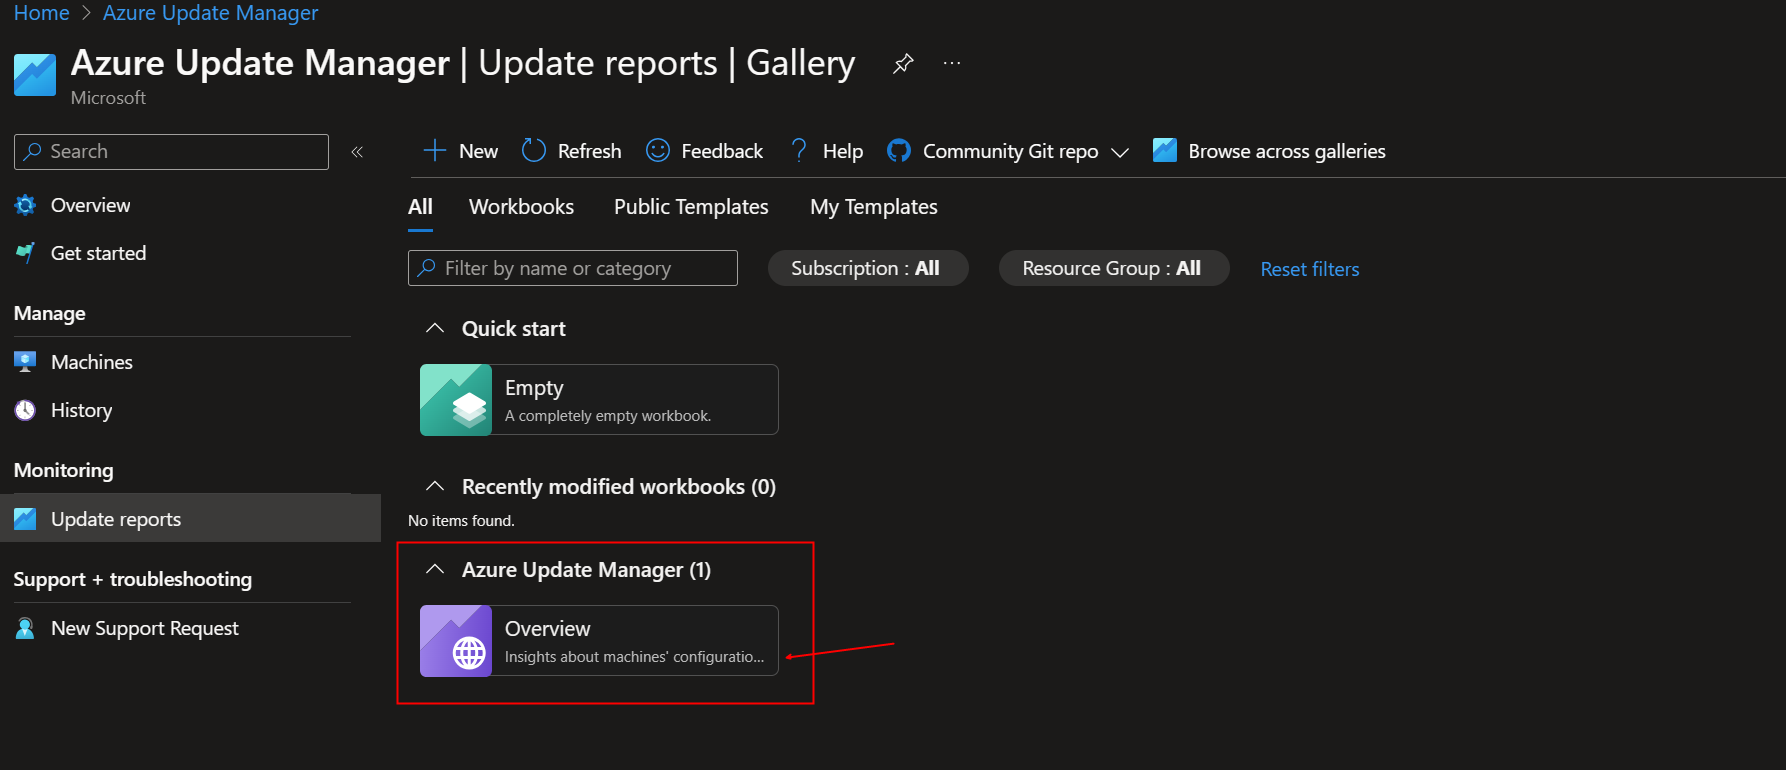 Home > Azure Update Manager
Azure Update Manager | Update reports | Gallery ...
Microsoft
Search «
Overview
Get started
Manage
Machines
History
Monitoring
Update reports
Support + troubleshooting
New Support Request
New Refresh Feedback Help Community Git repo Browse across galleries
All Workbooks Public Templates My Templates
Filter by name or category Subscription : All Resource Group : All Reset filters
Quick start
Empty
A completely empty workbook.
Recently modified workbooks (0)
No items found.
Azure Update Manager (1)
Overview
Insights about machines' configuratio...